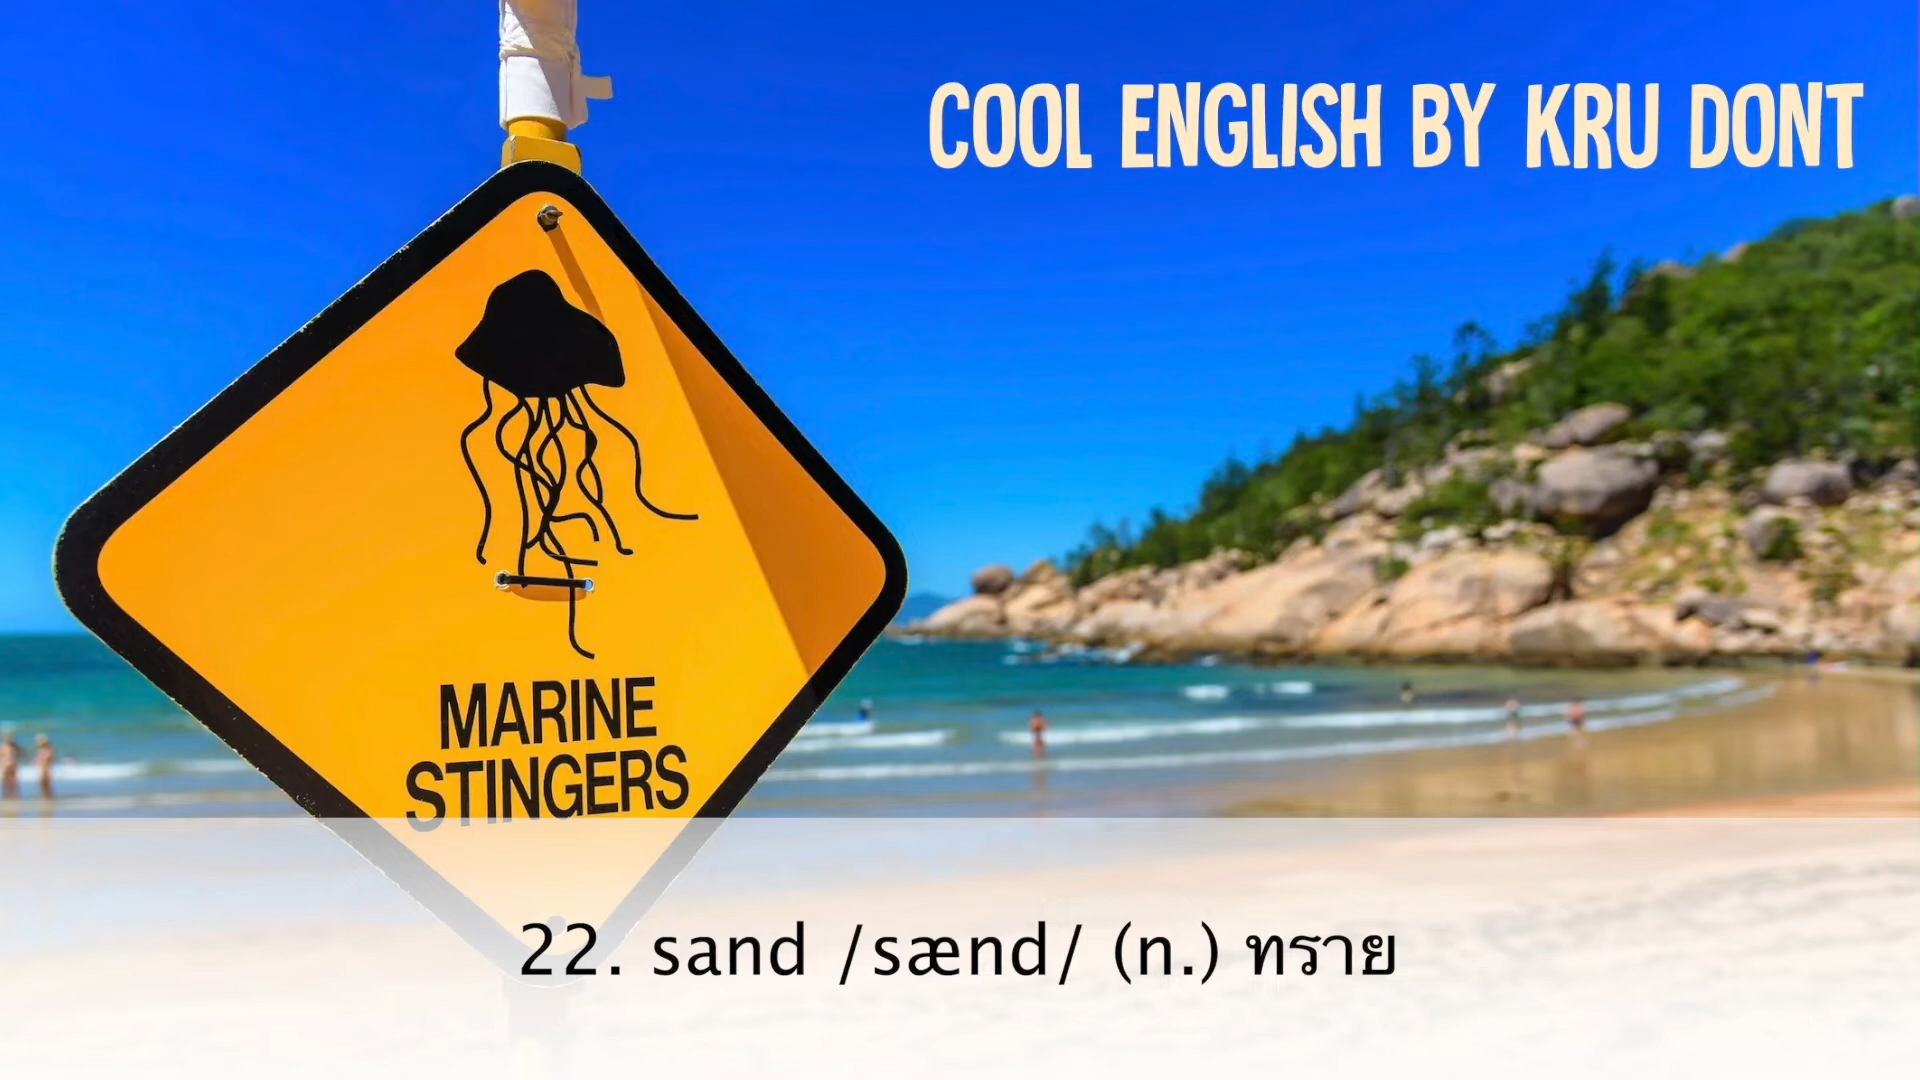 COOL ENGLISH BY KRU DONT
MARINE
STINGERS
22. sand /sænd/ (n.) ทราย